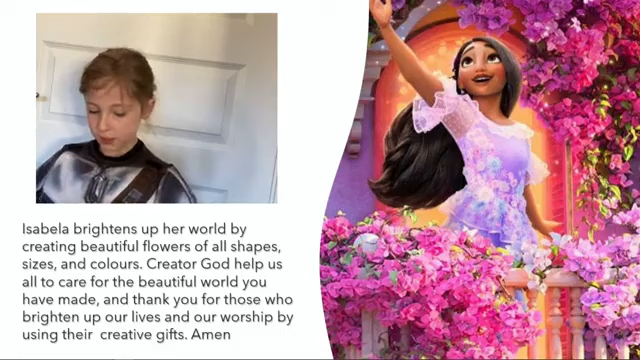 Isabela brightens up her world by
creating beautiful flowers of all shapes,
sizes, and colours. Creator God help us
all to care for the beautiful world you
have made, and thank you for those who
brighten up our lives and our worship by
using their creative gifts. Amen